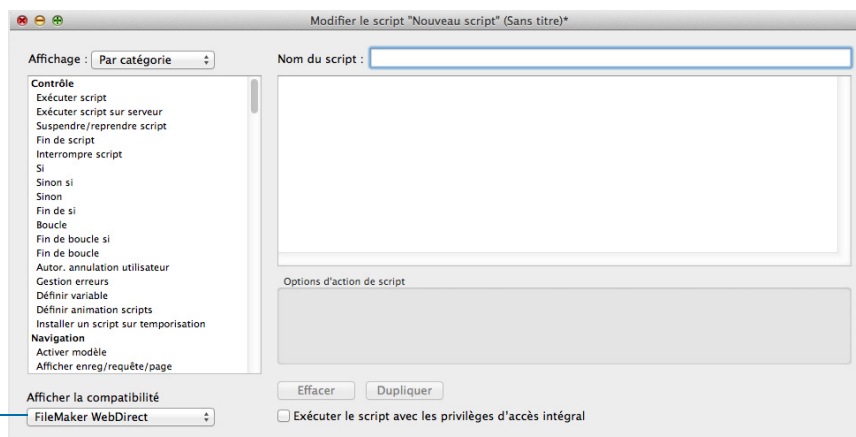 Modifier le script "Nouveau script" (Sans titre)*
Affichage : Par catégorie
Nom du script :
Contrôle
Exécuter script
Exécuter script sur serveur
Suspendre/reprendre script
Fin de script
Interrompre script
Si
Sinon si
Sinon
Fin de si
Boucle
Fin de boucle si
Fin de boucle
Autor. annulation utilisateur
Gestion erreurs
Définir variable
Définir animation scripts
Installer un script sur temporisation
Navigation
Activer modèle
Afficher enreg/requête/page
Options d'action de script
Effacer Dupliquer
Afficher la compatibilité
FileMaker WebDirect
Exécuter le script avec les privilèges d'accès intégral